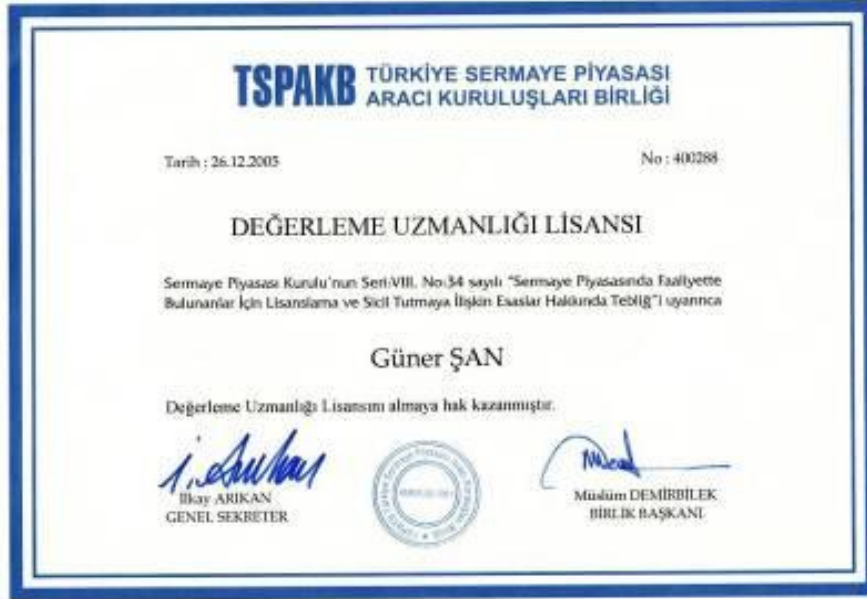 TSPAKB TÜRKİYE SERMAYE PİYASASI
ARACI KURULUŞLARI BİRLİĞİ
Tarih : 26.12.2005
No : 400288
DEĞERLEME UZMANLIĞI LİSANSI
Sermaye Piyasası Kurulu'nun Seri:VIII, No:34 sayılı "Sermaye Piyasasında Faaliyette
Bulunanlar İçin Lisanslama ve Sicil Tutmaya İlişkin Esaslar Hakkında Tebliğ"i uyarınca
Güner ŞAN
Değerleme Uzmanlığı Lisansını almaya hak kazanmıştır.
İlkay ARIKAN
GENEL SEKRETER
Müslüm DEMİRBİLEK
BİRLİK BAŞKANI